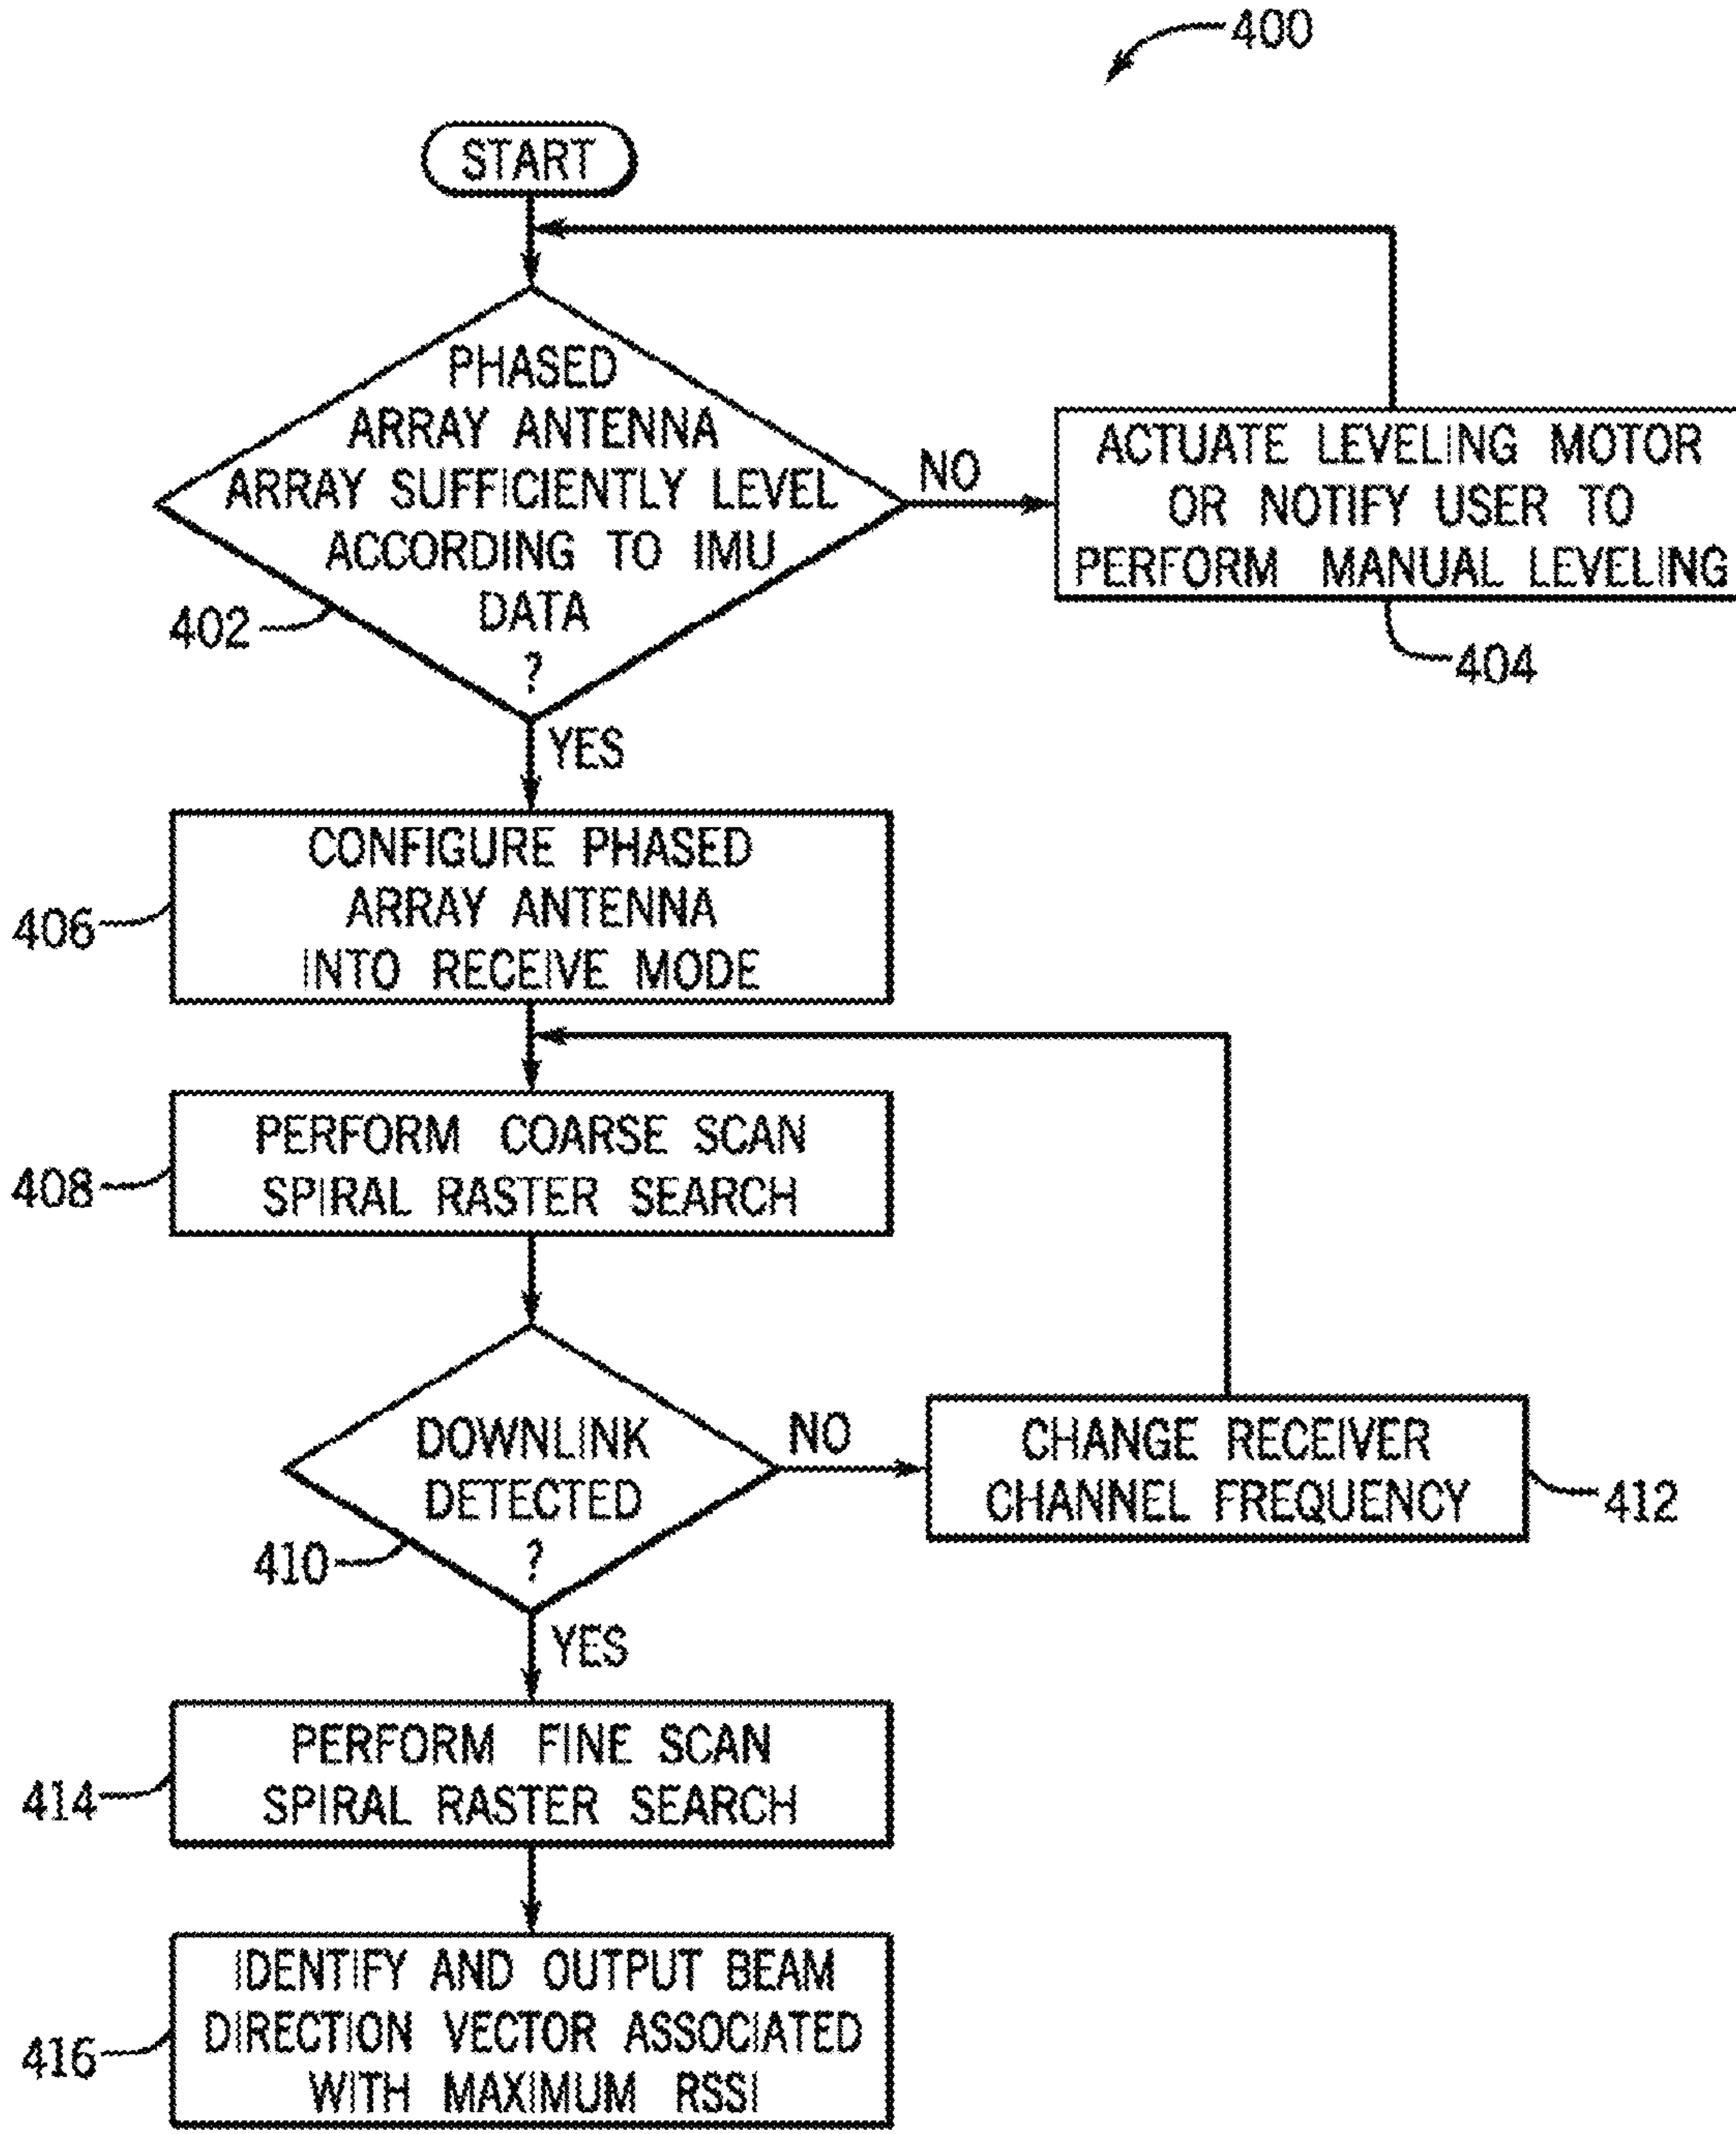 400
START
PHASED
ARRAY ANTENNA
ARRAY SUFFICIENTLY LEVEL
ACCORDING TO IMU
DATA
?
402
NO
ACTUATE LEVELING MOTOR
OR NOTIFY USER TO
PERFORM MANUAL LEVELING
404
YES
CONFIGURE PHASED
ARRAY ANTENNA
INTO RECEIVE MODE
406
PERFORM COARSE SCAN
SPIRAL RASTER SEARCH
408
DOWNLINK
DETECTED
?
410
NO
CHANGE RECEIVER
CHANNEL FREQUENCY
412
YES
PERFORM FINE SCAN
SPIRAL RASTER SEARCH
414
IDENTIFY AND OUTPUT BEAM
DIRECTION VECTOR ASSOCIATED
WITH MAXIMUM RSSI
416